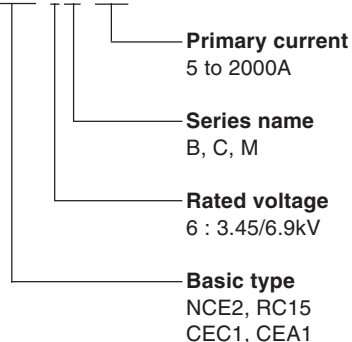 Primary current
5 to 2000A
Series name
B, C, M
Rated voltage
6 : 3.45/6.9kV
Basic type
NCE2, RC15
CEC1, CEA1